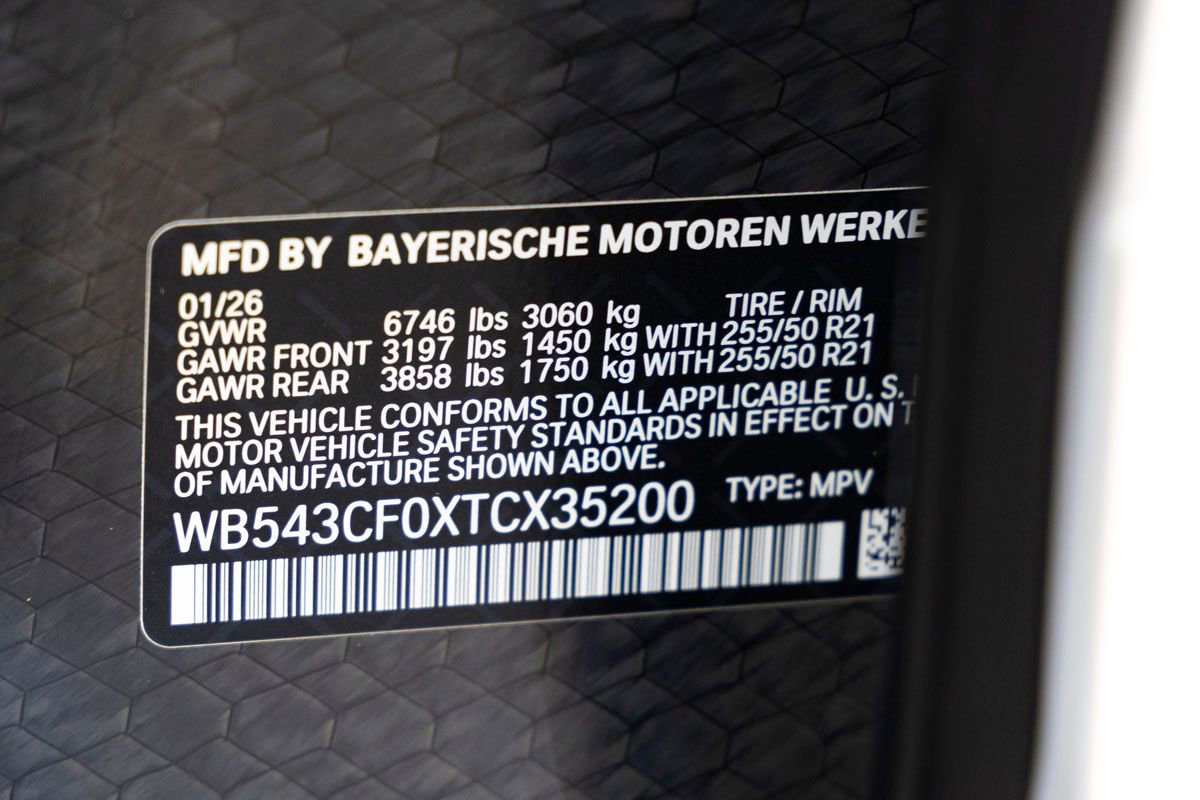 MFD BY BAYERISCHE MOTOREN WERKE
01/26 TIRE / RIM
GVWR 6746 lbs 3060 kg
GAWR FRONT 3197 lbs 1450 kg WITH 255/50 R21
GAWR REAR 3858 lbs 1750 kg WITH 255/50 R21
THIS VEHICLE CONFORMS TO ALL APPLICABLE U. S.
MOTOR VEHICLE SAFETY STANDARDS IN EFFECT ON
OF MANUFACTURE SHOWN ABOVE.
WB543CF0XTCX35200 TYPE: MPV